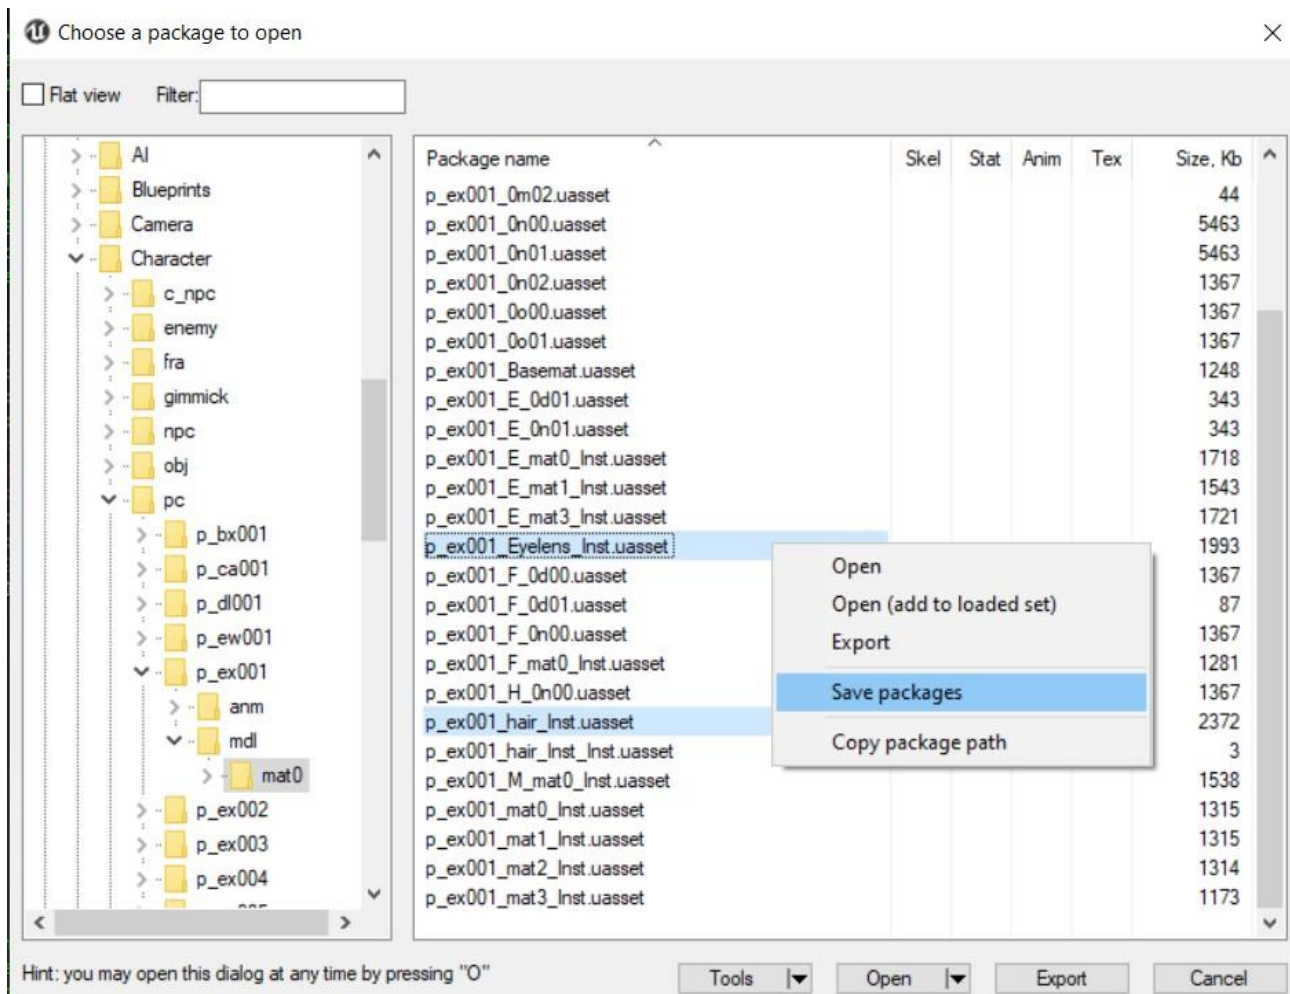 Choose a package to open
Flat view Filter:
AI
Blueprints
Camera
Character
c_npc
enemy
fra
gimmick
npc
obj
pc
p_bx001
p_ca001
p_dl001
p_ew001
p_ex001
anm
mdl
mat0
p_ex002
p_ex003
p_ex004
Package name Skel Stat Anim Tex Size, Kb
p_ex001_0m02.uasset 44
p_ex001_0n00.uasset 5463
p_ex001_0n01.uasset 5463
p_ex001_0n02.uasset 1367
p_ex001_0o00.uasset 1367
p_ex001_0o01.uasset 1367
p_ex001_Basemat.uasset 1248
p_ex001_E_0d01.uasset 343
p_ex001_E_0n01.uasset 343
p_ex001_E_mat0_Inst.uasset 1718
p_ex001_E_mat1_Inst.uasset 1543
p_ex001_E_mat3_Inst.uasset 1721
p_ex001_Eyelens_Inst.uasset 1993
p_ex001_F_0d00.uasset 1367
p_ex001_F_0d01.uasset 87
p_ex001_F_0n00.uasset 1367
p_ex001_F_mat0_Inst.uasset 1281
p_ex001_H_0n00.uasset 1367
p_ex001_hair_Inst.uasset 2372
p_ex001_hair_Inst_Inst.uasset 3
p_ex001_M_mat0_Inst.uasset 1538
p_ex001_mat0_Inst.uasset 1315
p_ex001_mat1_Inst.uasset 1315
p_ex001_mat2_Inst.uasset 1314
p_ex001_mat3_Inst.uasset 1173
Open
Open (add to loaded set)
Export
Save packages
Copy package path
Hint: you may open this dialog at any time by pressing "O"
Tools Open Export Cancel